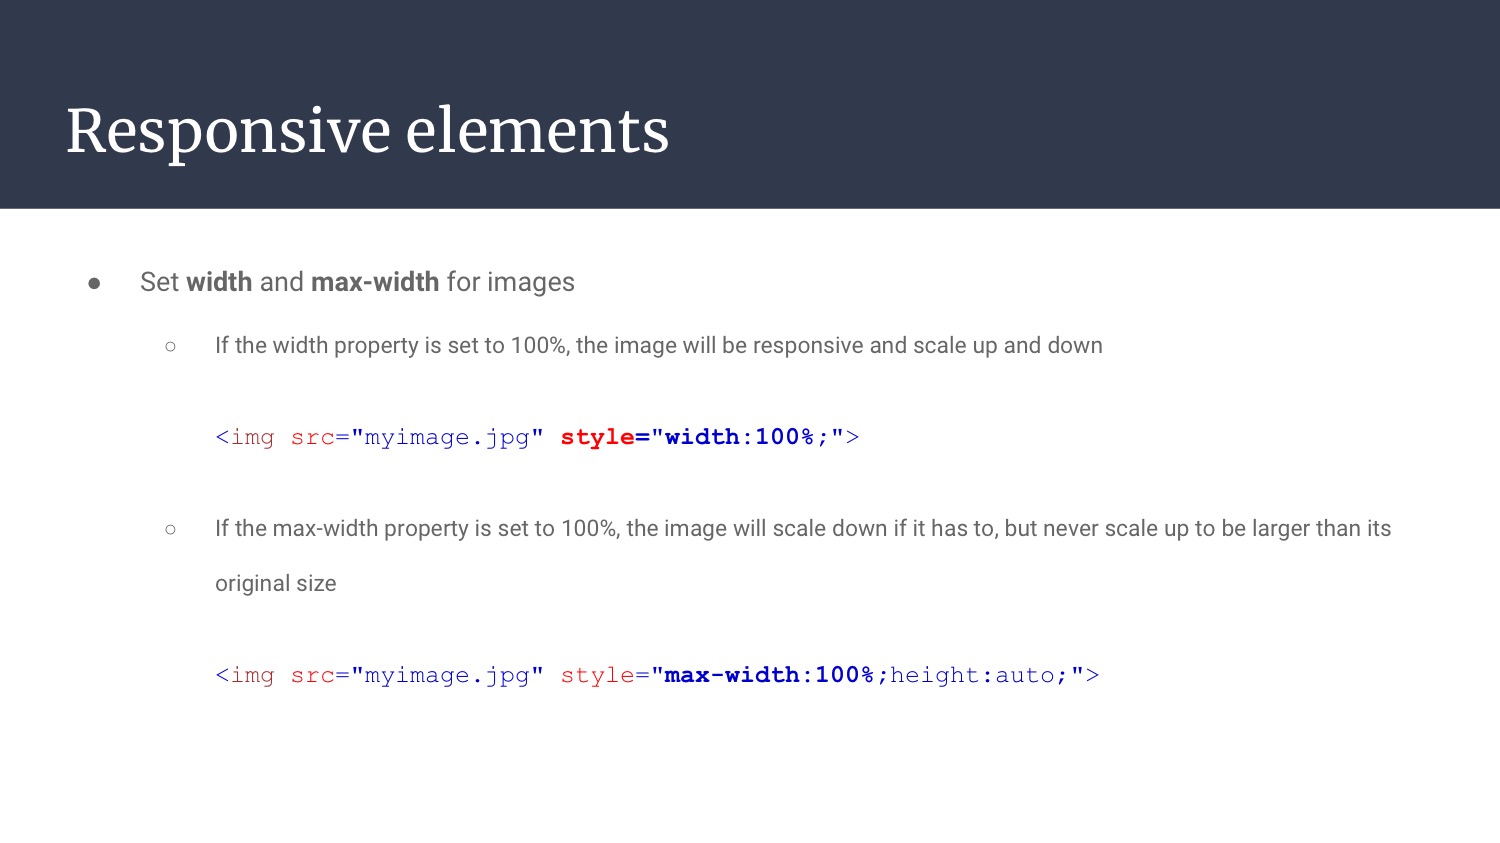 Responsive elements
● Set width and max-width for images
○ If the width property is set to 100%, the image will be responsive and scale up and down
<img src="myimage.jpg" style="width:100%;">
○ If the max-width property is set to 100%, the image will scale down if it has to, but never scale up to be larger than its
original size
<img src="myimage.jpg" style="max-width:100%;height:auto;">